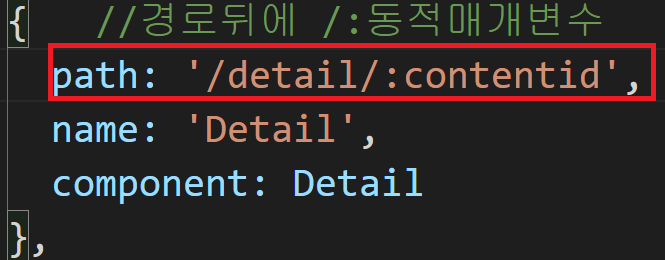 { //경로뒤에 /:동적매개변수
path: '/detail/:contentid',
name: 'Detail',
component: Detail
},